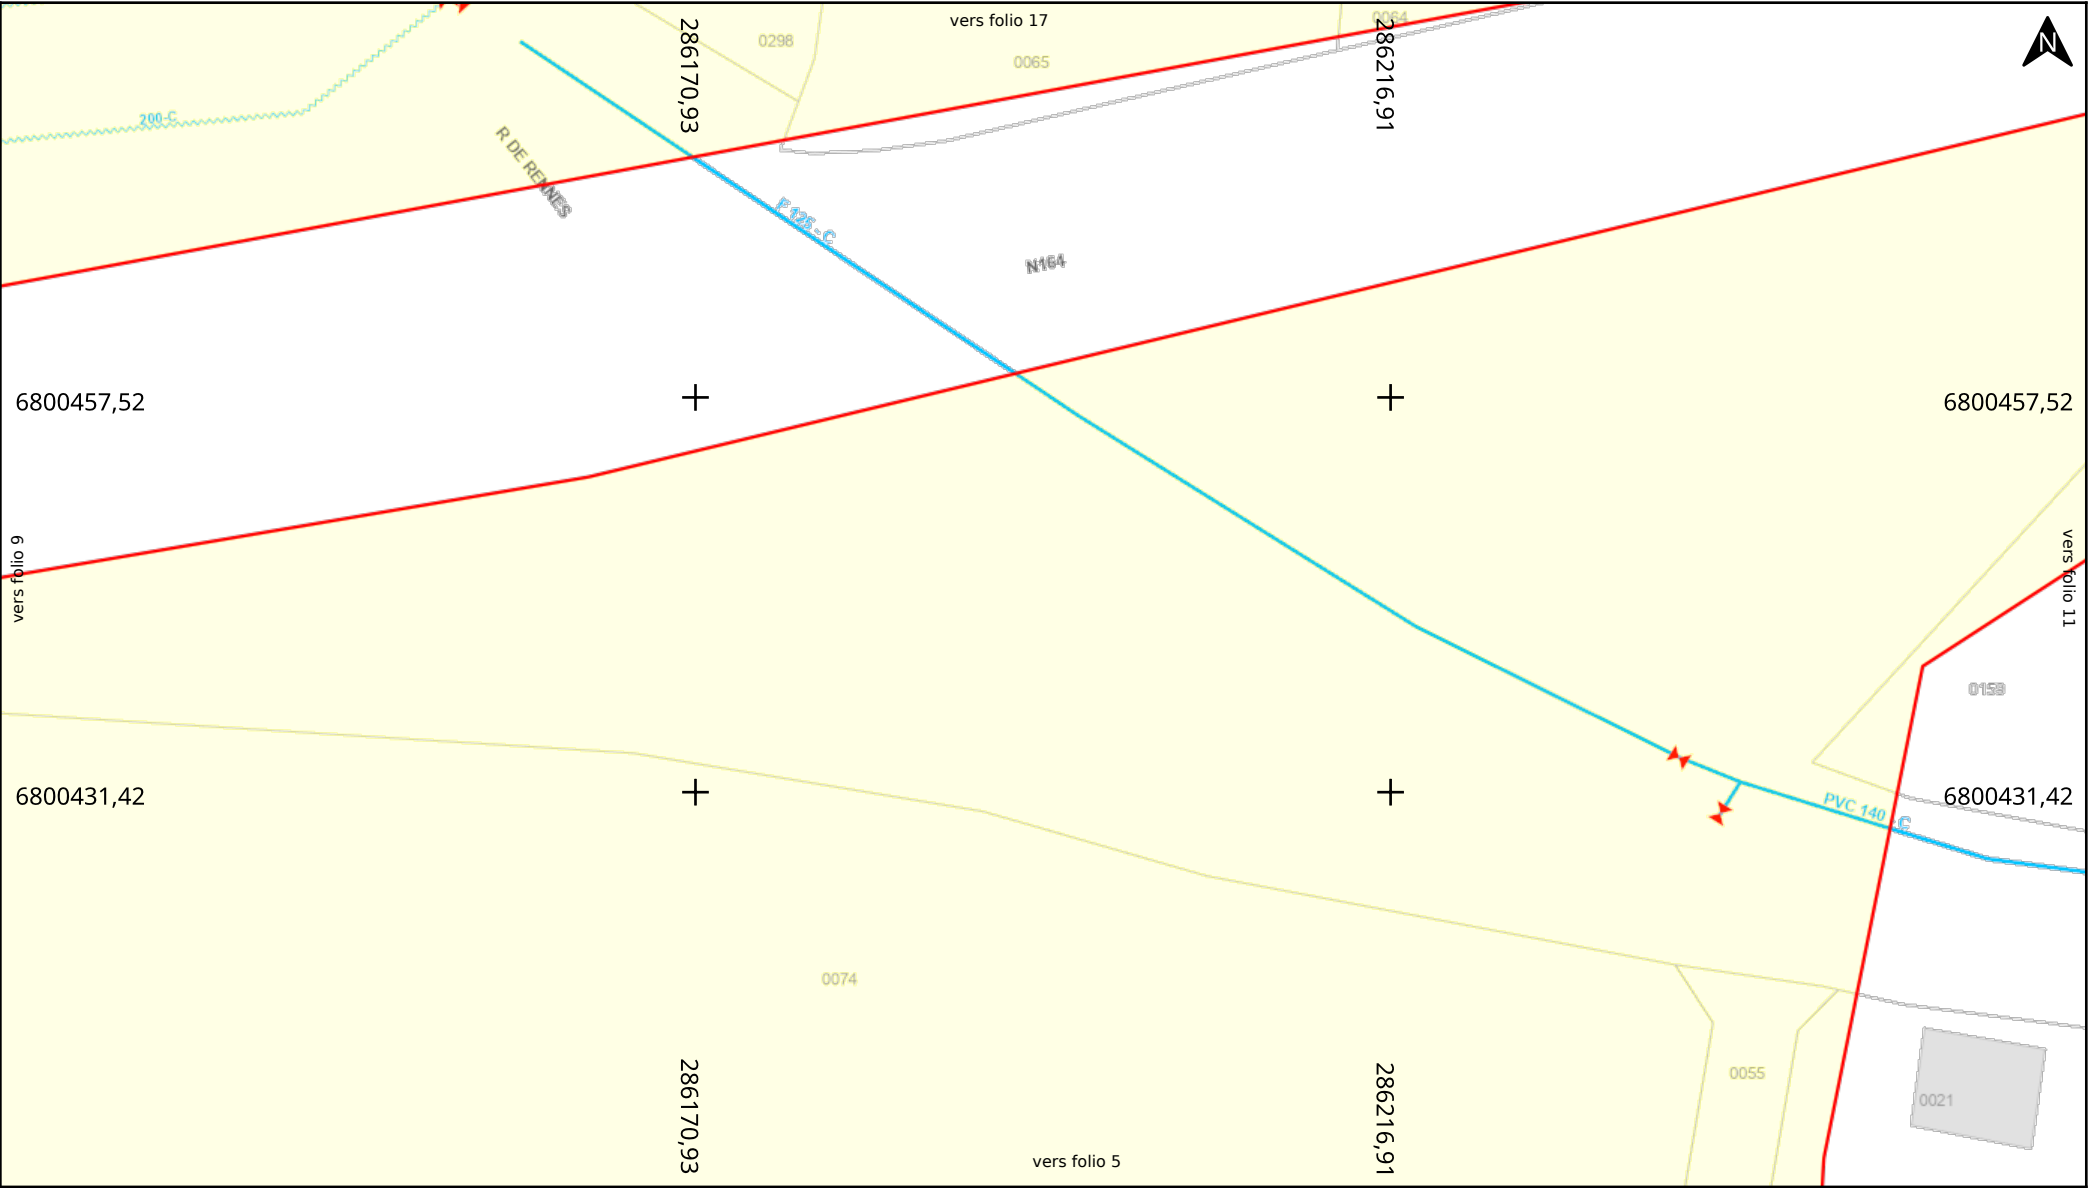 vers folio 17
0064
N
0298
0065
286170,93
286216,91
200-C
R DE RENNES
F 125 - C
N164
6800457,52
6800457,52
vers folio 9
vers folio 11
0159
6800431,42
6800431,42
PVC 140 - C
0074
0055
0021
286170,93
286216,91
vers folio 5